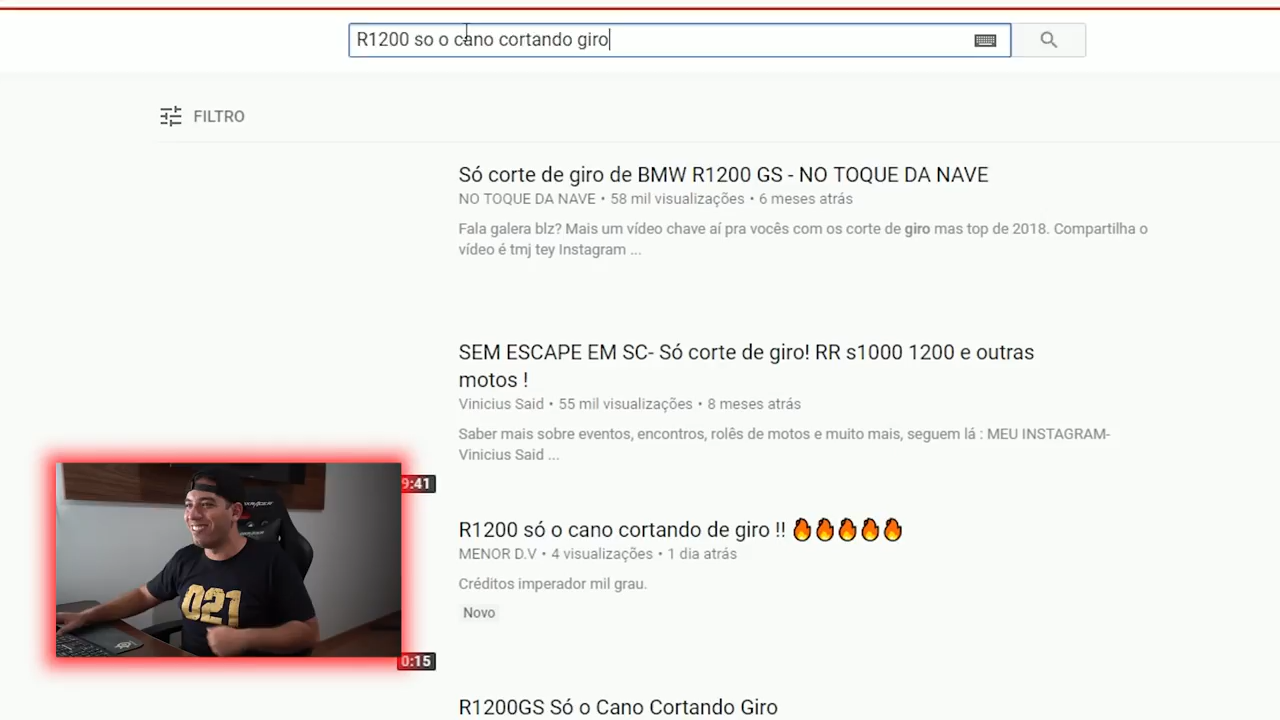 R1200 so o cano cortando giro
FILTRO
Só corte de giro de BMW R1200 GS - NO TOQUE DA NAVE
NO TOQUE DA NAVE • 58 mil visualizações • 6 meses atrás
Fala galera blz? Mais um vídeo chave aí pra vocês com os corte de giro mas top de 2018. Compartilha o
vídeo é tmj tey Instagram ...
SEM ESCAPE EM SC- Só corte de giro! RR s1000 1200 e outras
motos !
Vinicius Said • 55 mil visualizações • 8 meses atrás
Saber mais sobre eventos, encontros, rolês de motos e muito mais, seguem lá : MEU INSTAGRAM-
Vinicius Said ...
9:41
R1200 só o cano cortando de giro !! 🔥🔥🔥🔥🔥
MENOR D.V • 4 visualizações • 1 dia atrás
Créditos imperador mil grau.
Novo
021
0:15
R1200GS Só o Cano Cortando Giro